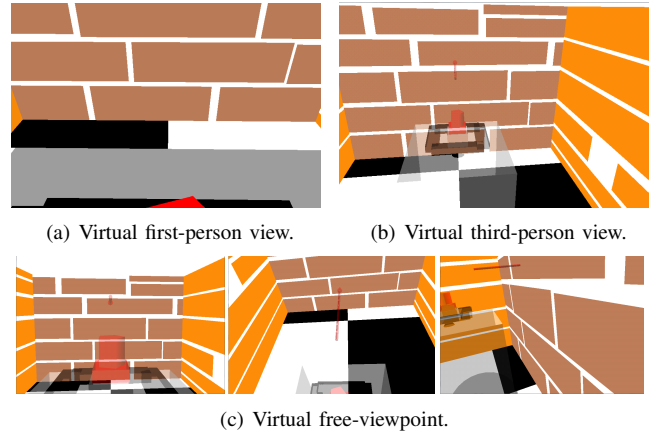 (a) Virtual first-person view.
(b) Virtual third-person view.
(c) Virtual free-viewpoint.